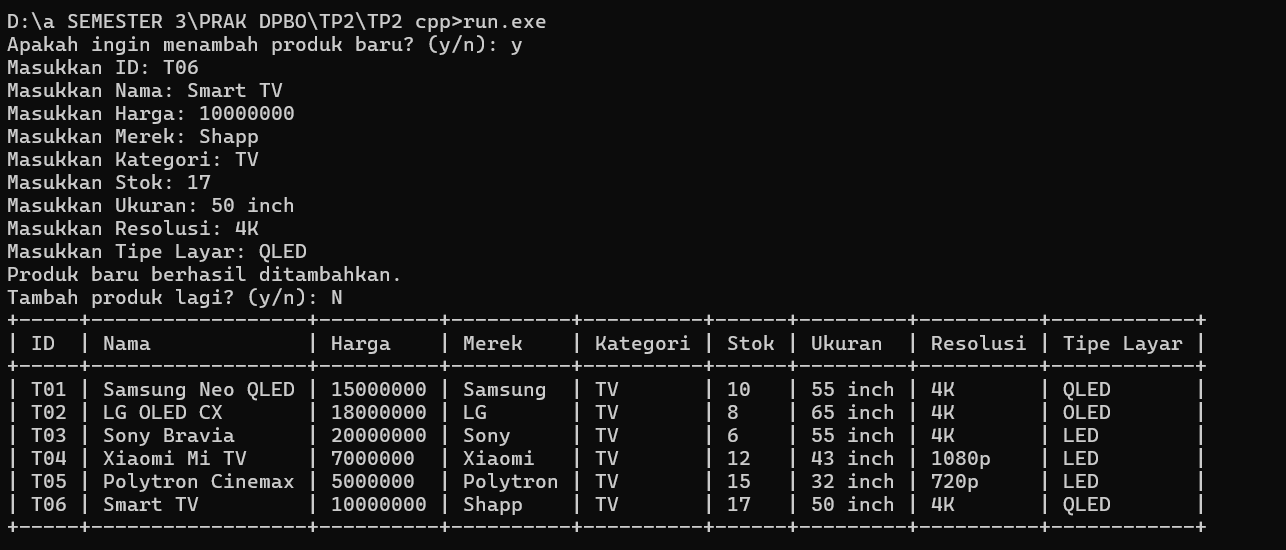 D:\a SEMESTER 3\PRAK DPBO\TP2\TP2 cpp>run.exe
Apakah ingin menambah produk baru? (y/n): y
Masukkan ID: T06
Masukkan Nama: Smart TV
Masukkan Harga: 10000000
Masukkan Merek: Shapp
Masukkan Kategori: TV
Masukkan Stok: 17
Masukkan Ukuran: 50 inch
Masukkan Resolusi: 4K
Masukkan Tipe Layar: QLED
Produk baru berhasil ditambahkan.
Tambah produk lagi? (y/n): N
+-----+------------------+----------+----------+----------+------+---------+----------+------------+
| ID  | Nama             | Harga    | Merek    | Kategori | Stok | Ukuran  | Resolusi | Tipe Layar |
+-----+------------------+----------+----------+----------+------+---------+----------+------------+
| T01 | Samsung Neo QLED | 15000000 | Samsung  | TV       | 10   | 55 inch | 4K       | QLED       |
| T02 | LG OLED CX       | 18000000 | LG       | TV       | 8    | 65 inch | 4K       | OLED       |
| T03 | Sony Bravia      | 20000000 | Sony     | TV       | 6    | 55 inch | 4K       | LED        |
| T04 | Xiaomi Mi TV     | 7000000  | Xiaomi   | TV       | 12   | 43 inch | 1080p    | LED        |
| T05 | Polytron Cinemax | 5000000  | Polytron | TV       | 15   | 32 inch | 720p     | LED        |
| T06 | Smart TV         | 10000000 | Shapp    | TV       | 17   | 50 inch | 4K       | QLED       |
+-----+------------------+----------+----------+----------+------+---------+----------+------------+